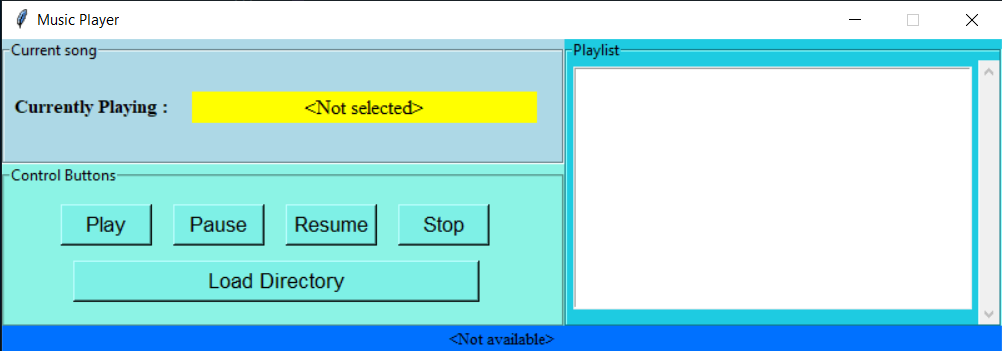 Music Player
Current song
Currently Playing :
<Not selected>
Control Buttons
Play
Pause
Resume
Stop
Load Directory
Playlist
<Not available>